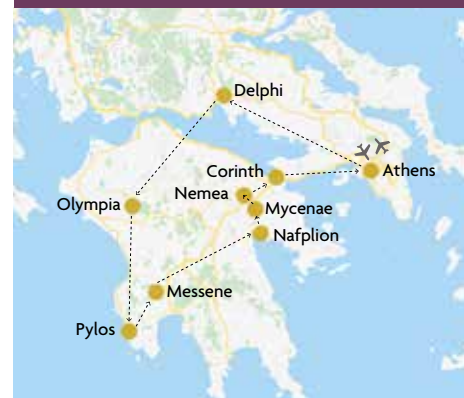 Delphi
Corinth
Athens
Nemea
Olympia
Mycenae
Nafplion
Messene
Pylos